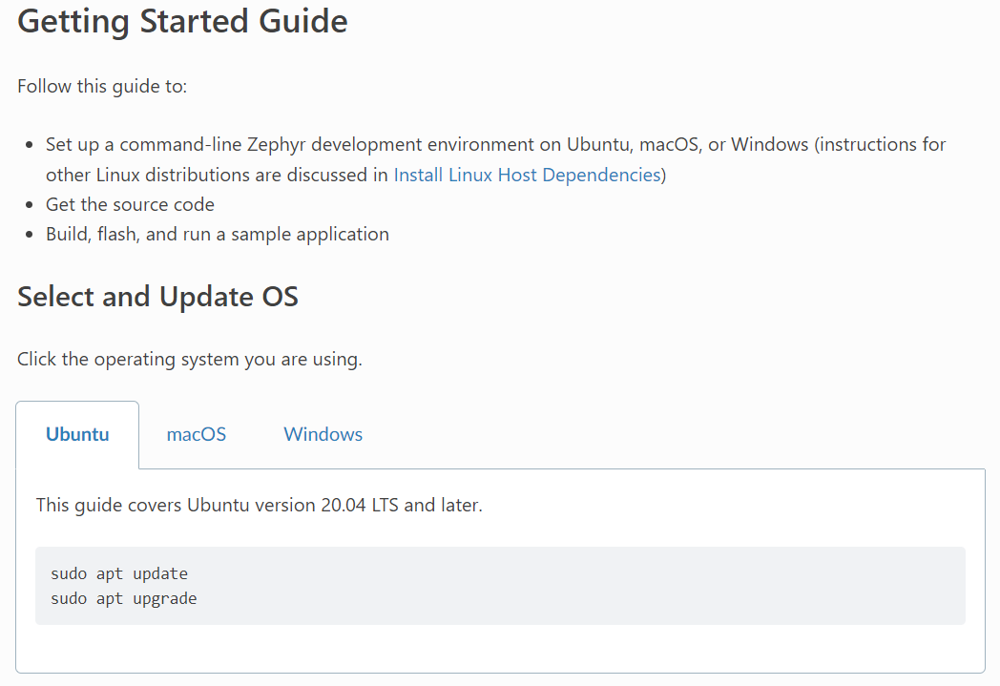 Getting Started Guide
Follow this guide to:
Set up a command-line Zephyr development environment on Ubuntu, macOS, or Windows (instructions for
other Linux distributions are discussed in Install Linux Host Dependencies)
Get the source code
Build, flash, and run a sample application
Select and Update OS
Click the operating system you are using.
Ubuntu macOS Windows
This guide covers Ubuntu version 20.04 LTS and later.
sudo apt update
sudo apt upgrade